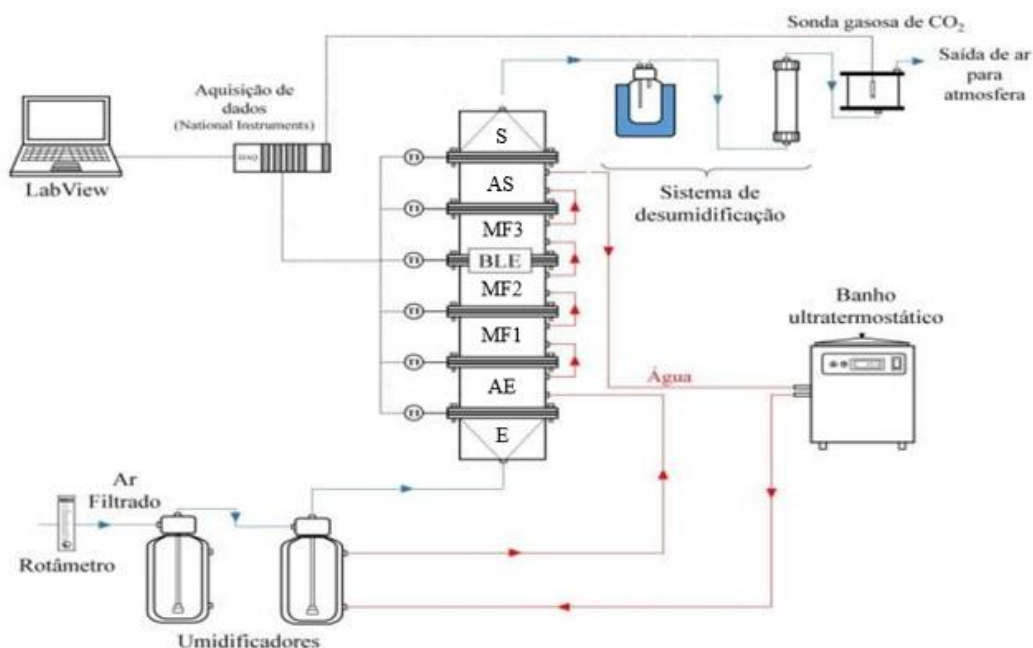 Sonda gasosa de CO₂
Saída de ar
para
atmosfera
Aquisição de
dados
(National Instruments)
LabView
Sistema de
desumidificação
S
AS
MF3
BLE
MF2
MF1
AE
E
Banho
ultratermostático
Água
Ar
Filtrado
Rotâmetro
Umidificadores